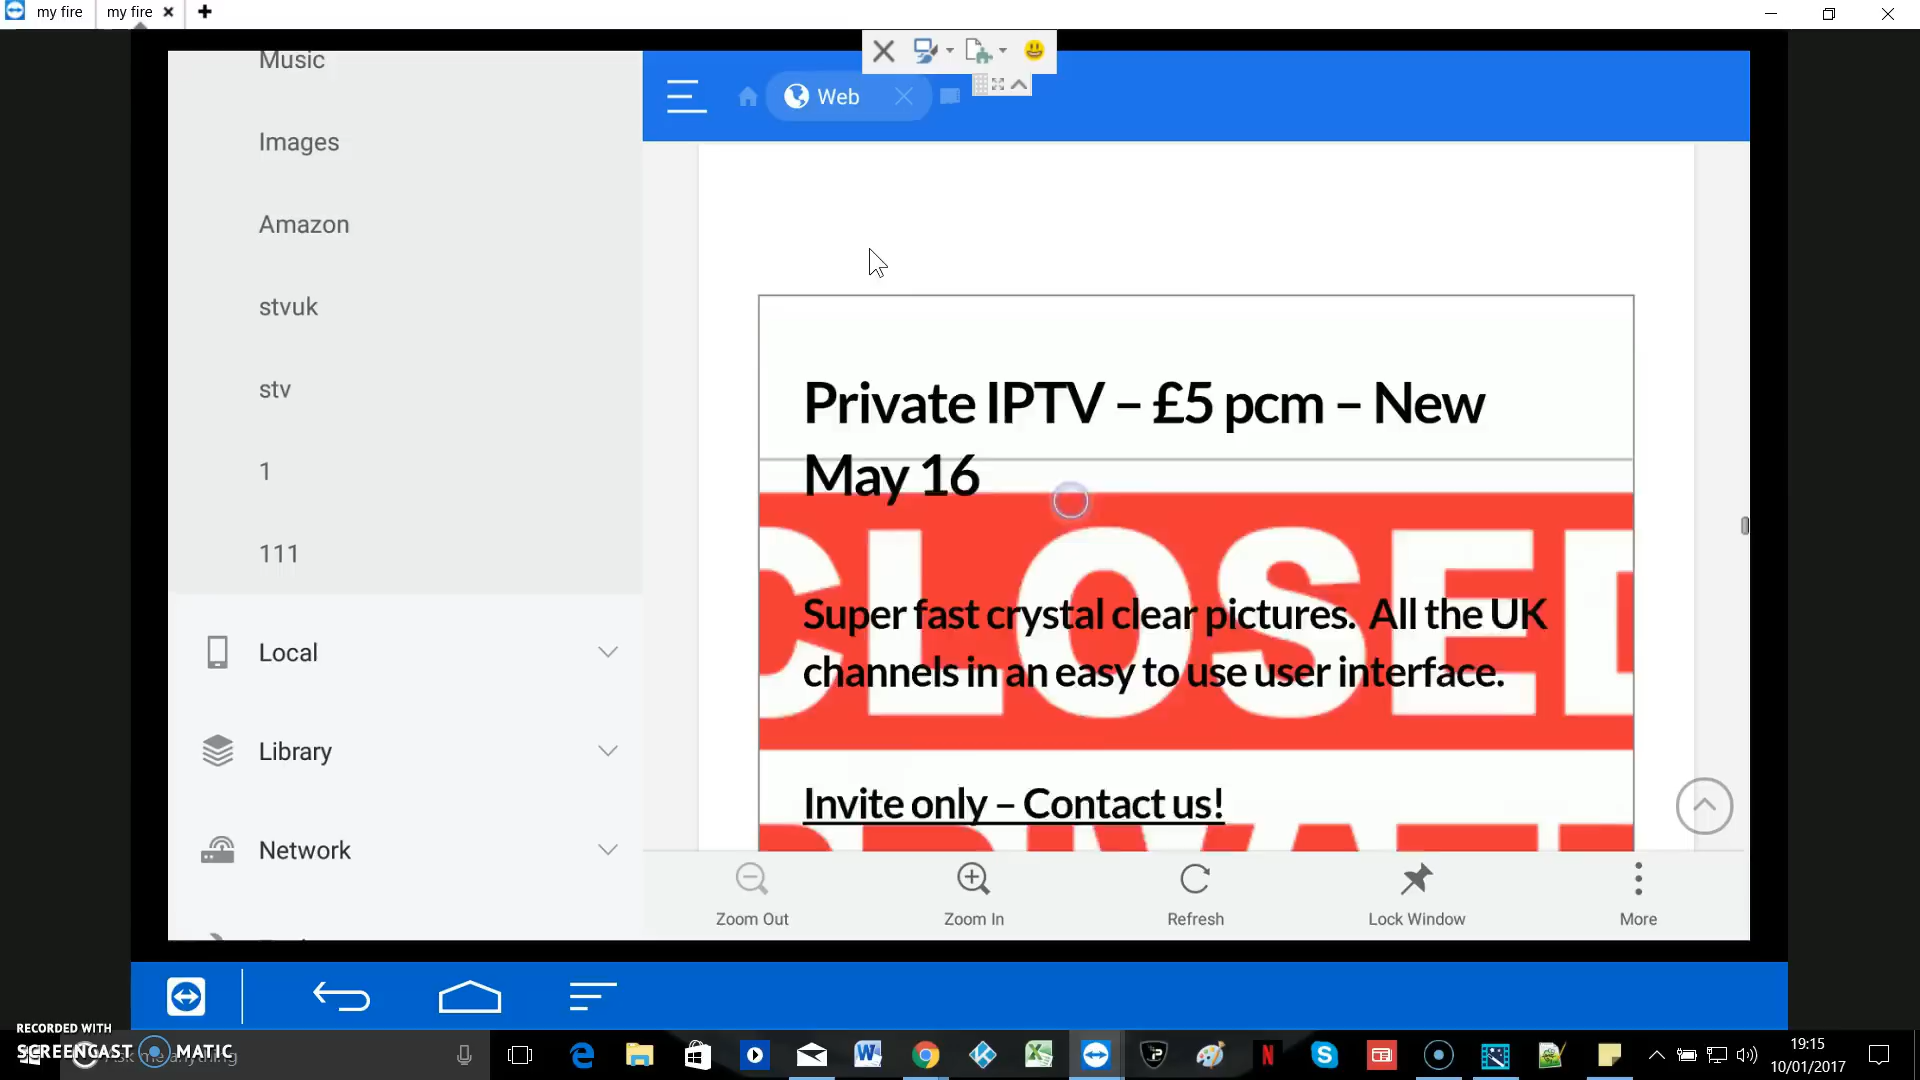 my fire
my fire
Music
Images
Amazon
stvuk
stv
1
111
Local
Library
Network
Web
Private IPTV – £5 pcm – New
May 16
CLOSED
Super fast crystal clear pictures. All the UK
channels in an easy to use user interface.
Invite only – Contact us!
Zoom Out
Zoom In
Refresh
Lock Window
More
RECORDED WITH
SCREENCAST MATIC
Ask me anything
19:15
10/01/2017